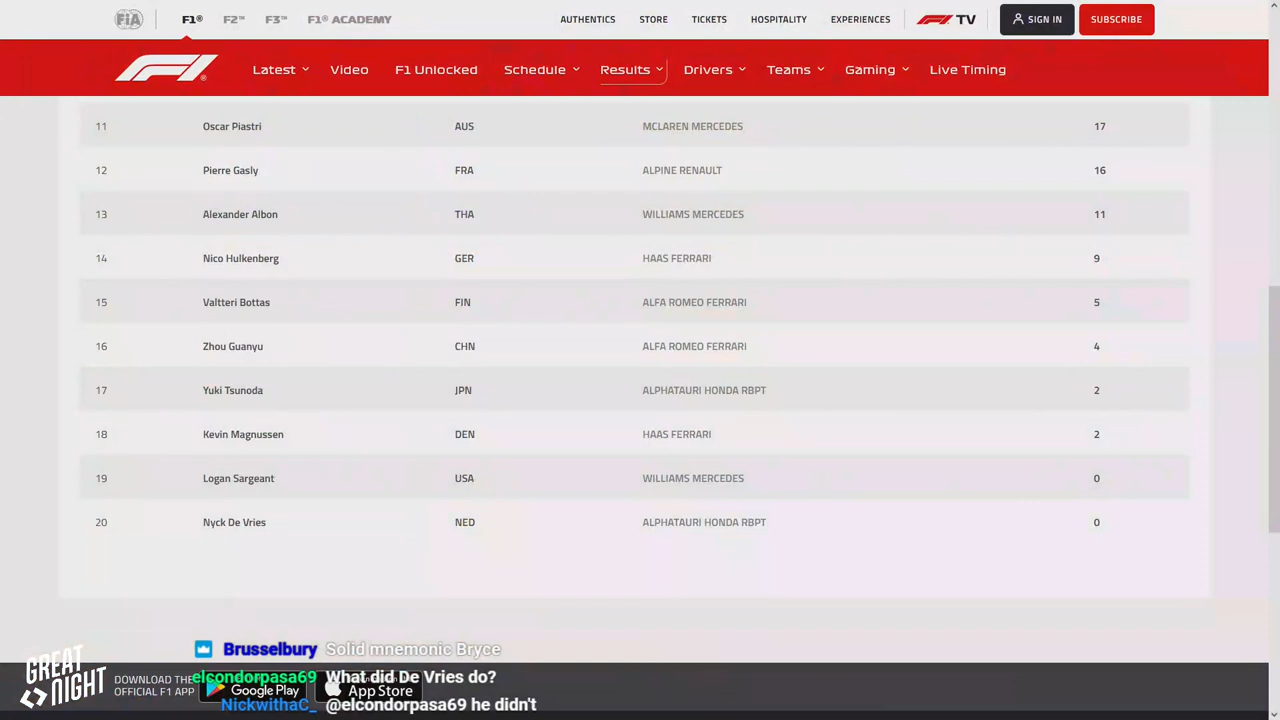 FiA F1® F2™ F3™ F1® ACADEMY AUTHENTICS STORE TICKETS HOSPITALITY EXPERIENCES F1 TV SIGN IN SUBSCRIBE
F1® Latest Video F1 Unlocked Schedule Results Drivers Teams Gaming Live Timing
11 Oscar Piastri AUS MCLAREN MERCEDES 17
12 Pierre Gasly FRA ALPINE RENAULT 16
13 Alexander Albon THA WILLIAMS MERCEDES 11
14 Nico Hulkenberg GER HAAS FERRARI 9
15 Valtteri Bottas FIN ALFA ROMEO FERRARI 5
16 Zhou Guanyu CHN ALFA ROMEO FERRARI 4
17 Yuki Tsunoda JPN ALPHATAURI HONDA RBPT 2
18 Kevin Magnussen DEN HAAS FERRARI 2
19 Logan Sargeant USA WILLIAMS MERCEDES 0
20 Nyck De Vries NED ALPHATAURI HONDA RBPT 0
Brusselbury Solid mnemonic Bryce
elcondorpasa69 What did De Vries do?
NickwithaC_ @elcondorpasa69 he didn't
GREAT
NIGHT
DOWNLOAD THE
OFFICIAL F1 APP
Google Play
App Store